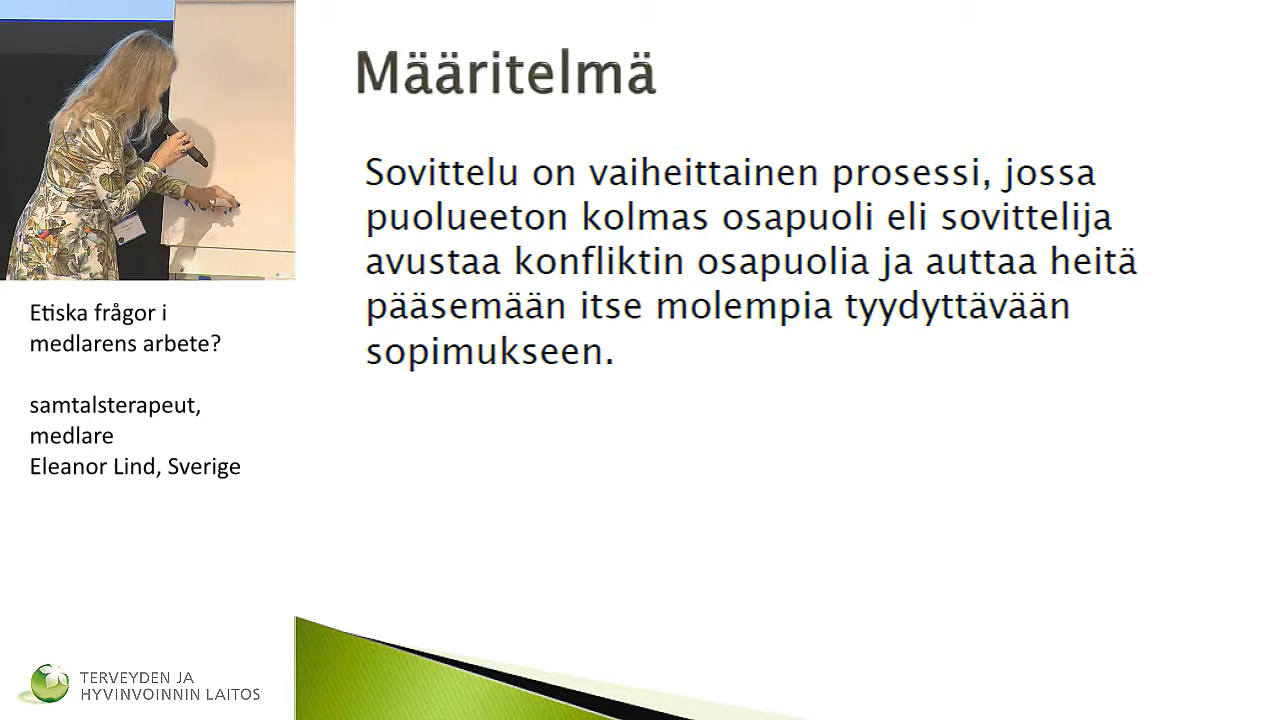 Määritelmä
Sovittelu on vaiheittainen prosessi, jossa
puolueeton kolmas osapuoli eli sovittelija
avustaa konfliktin osapuolia ja auttaa heitä
pääsemään itse molempia tyydyttävään
sopimukseen.
Etiska frågor i
medlarens arbete?
samtalsterapeut,
medlare
Eleanor Lind, Sverige
TERVEYDEN JA
HYVINVOINNIN LAITOS